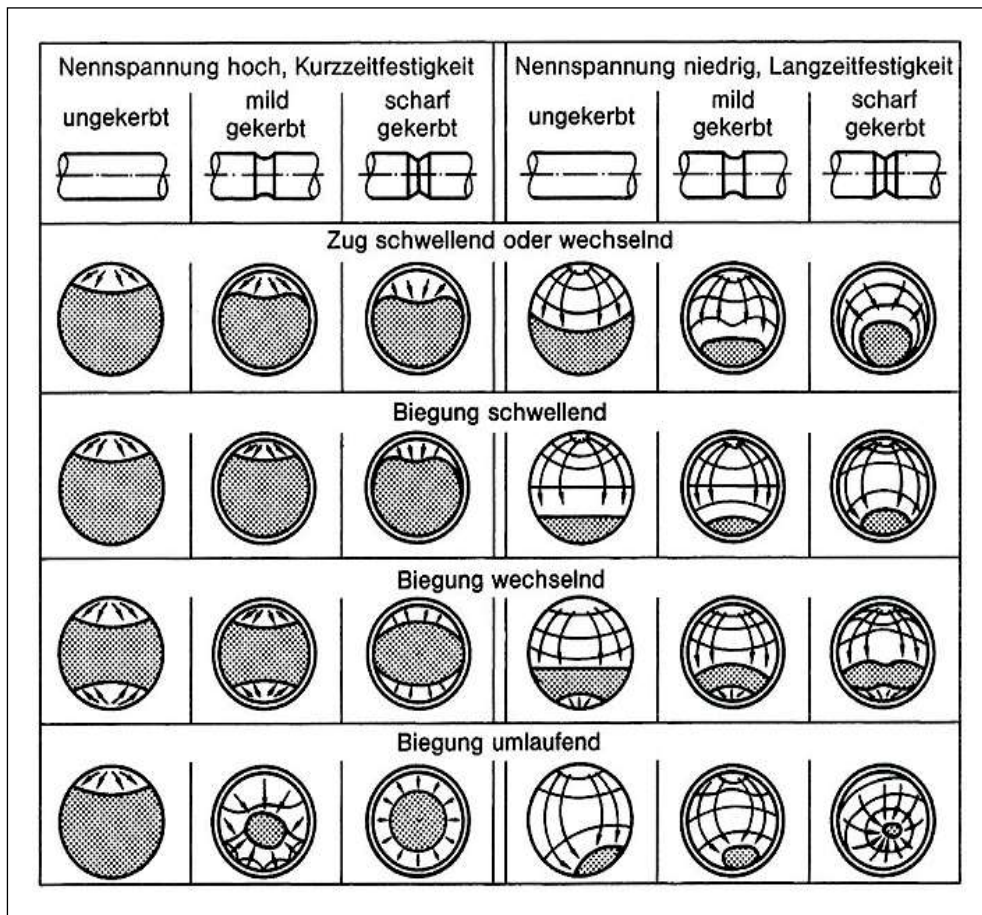 Nennspannung hoch, Kurzzeitfestigkeit
ungekerbt
mild
gekerbt
scharf
gekerbt
Nennspannung niedrig, Langzeitfestigkeit
ungekerbt
mild
gekerbt
scharf
gekerbt
Zug schwellend oder wechselnd
Biegung schwellend
Biegung wechselnd
Biegung umlaufend